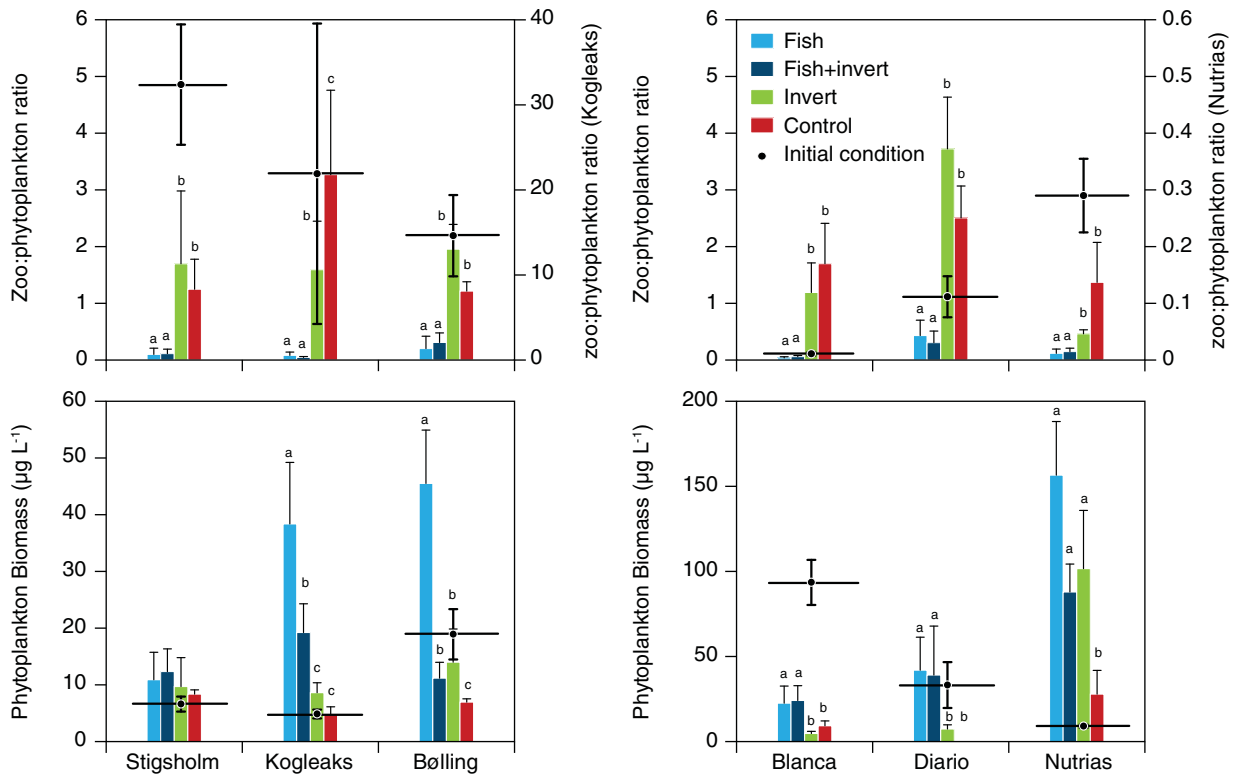 Zoo:phytoplankton ratio
6
5
4
3
2
1
0
40
30
20
10
0
zoo:phytoplankton ratio (Kogleaks)
a a b b
a a b c
a a b b
Zoo:phytoplankton ratio
6
5
4
3
2
1
0
0.6
0.5
0.4
0.3
0.2
0.1
0
zoo:phytoplankton ratio (Nutrias)
Fish
Fish+invert
Invert
Control
Initial condition
a a b b
a a b b
a a b b
Phytoplankton Biomass (µg L-1)
60
50
40
30
20
10
0
a b c c
a b b c
Stigsholm Kogleaks Bølling
Phytoplankton Biomass (µg L-1)
200
150
100
50
0
a a b b
a a b b
a a a b
Blanca Diario Nutrias